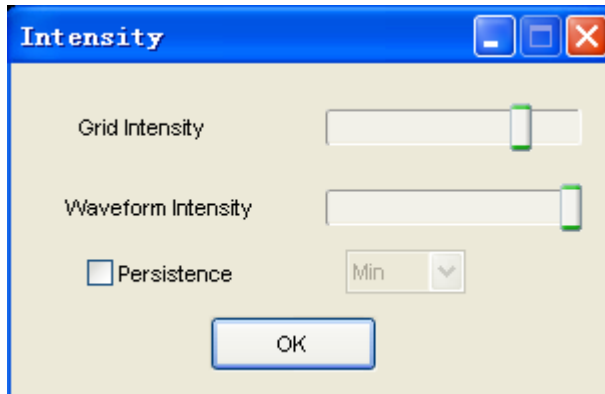 Intensity
Grid Intensity
Waveform Intensity
Persistence Min
OK